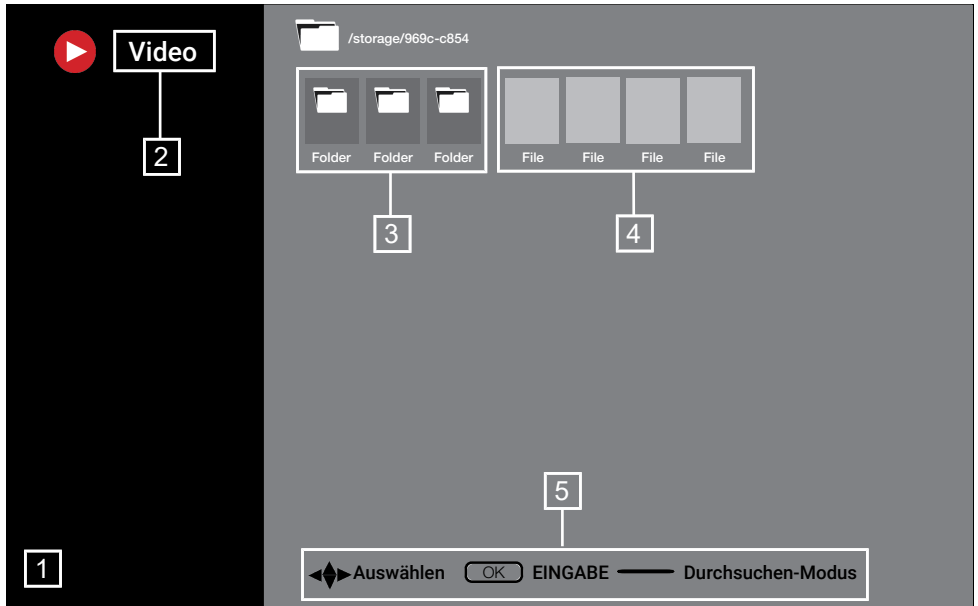 Video
2
/storage/969c-c854
Folder Folder Folder
File File File File
3
4
5
1
Auswählen OK EINGABE Durchsuchen-Modus